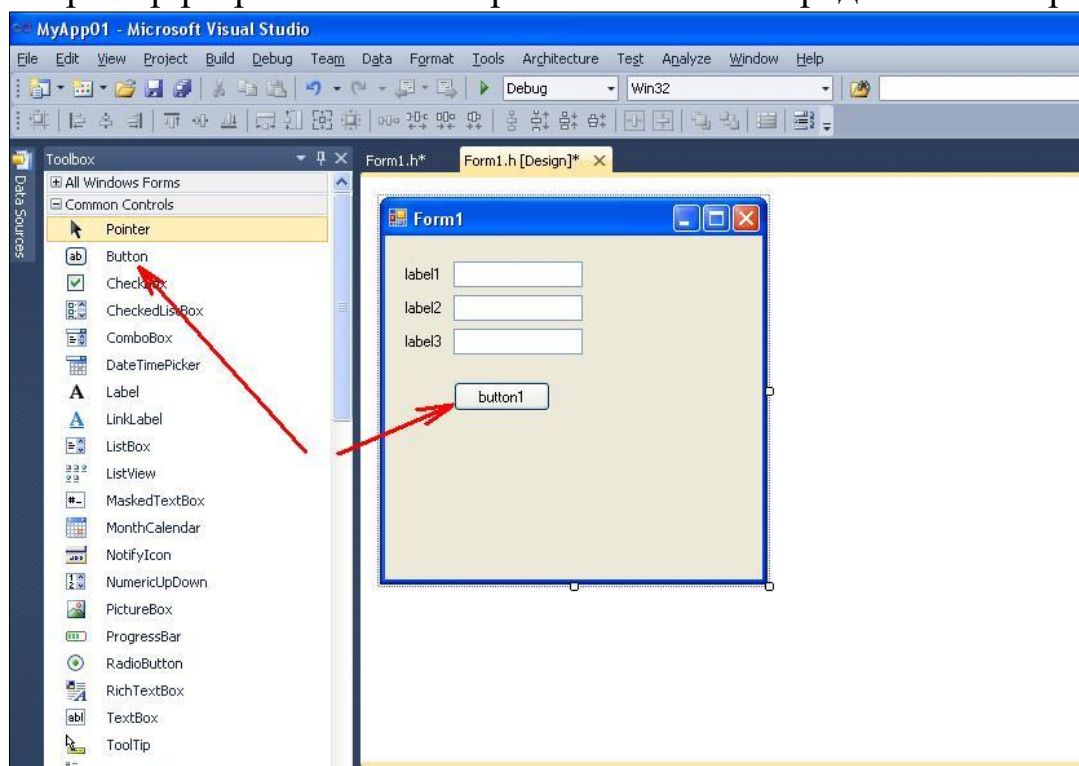 MyApp01 - Microsoft Visual Studio
File Edit View Project Build Debug Team Data Format Tools Architecture Test Analyze Window Help
Debug Win32
Toolbox
Form1.h* Form1.h [Design]*
Data Sources
All Windows Forms
Common Controls
Pointer
Button
CheckBox
CheckedListBox
ComboBox
DateTimePicker
Label
LinkLabel
ListBox
ListView
MaskedTextBox
MonthCalendar
NotifyIcon
NumericUpDown
PictureBox
ProgressBar
RadioButton
RichTextBox
TextBox
ToolTip
Form1
label1
label2
label3
button1